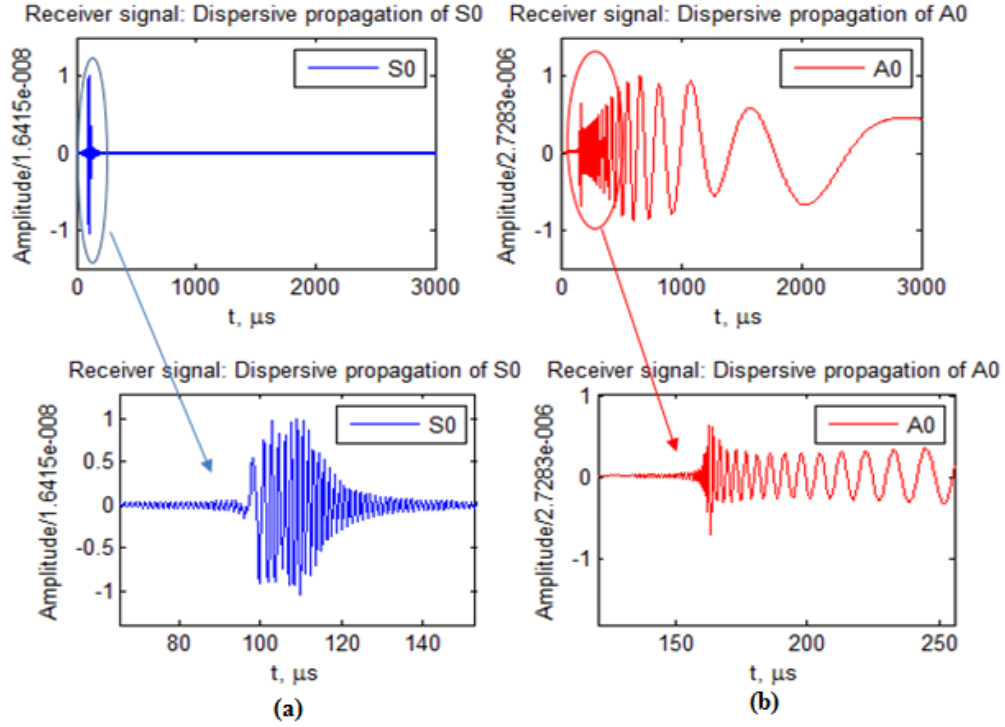 Receiver signal: Dispersive propagation of S0
Amplitude/1.6415e-008
1
0
-1
S0
0
1000
2000
3000
t, μs
Receiver signal: Dispersive propagation of A0
Amplitude/2.7283e-006
1
0
-1
A0
0
1000
2000
3000
t, μs
Receiver signal: Dispersive propagation of S0
Amplitude/1.6415e-008
1
0.5
0
-0.5
-1
S0
80
100
120
140
t, μs
(a)
Receiver signal: Dispersive propagation of A0
Amplitude/2.7283e-006
1
0
-1
A0
150
200
250
t, μs
(b)